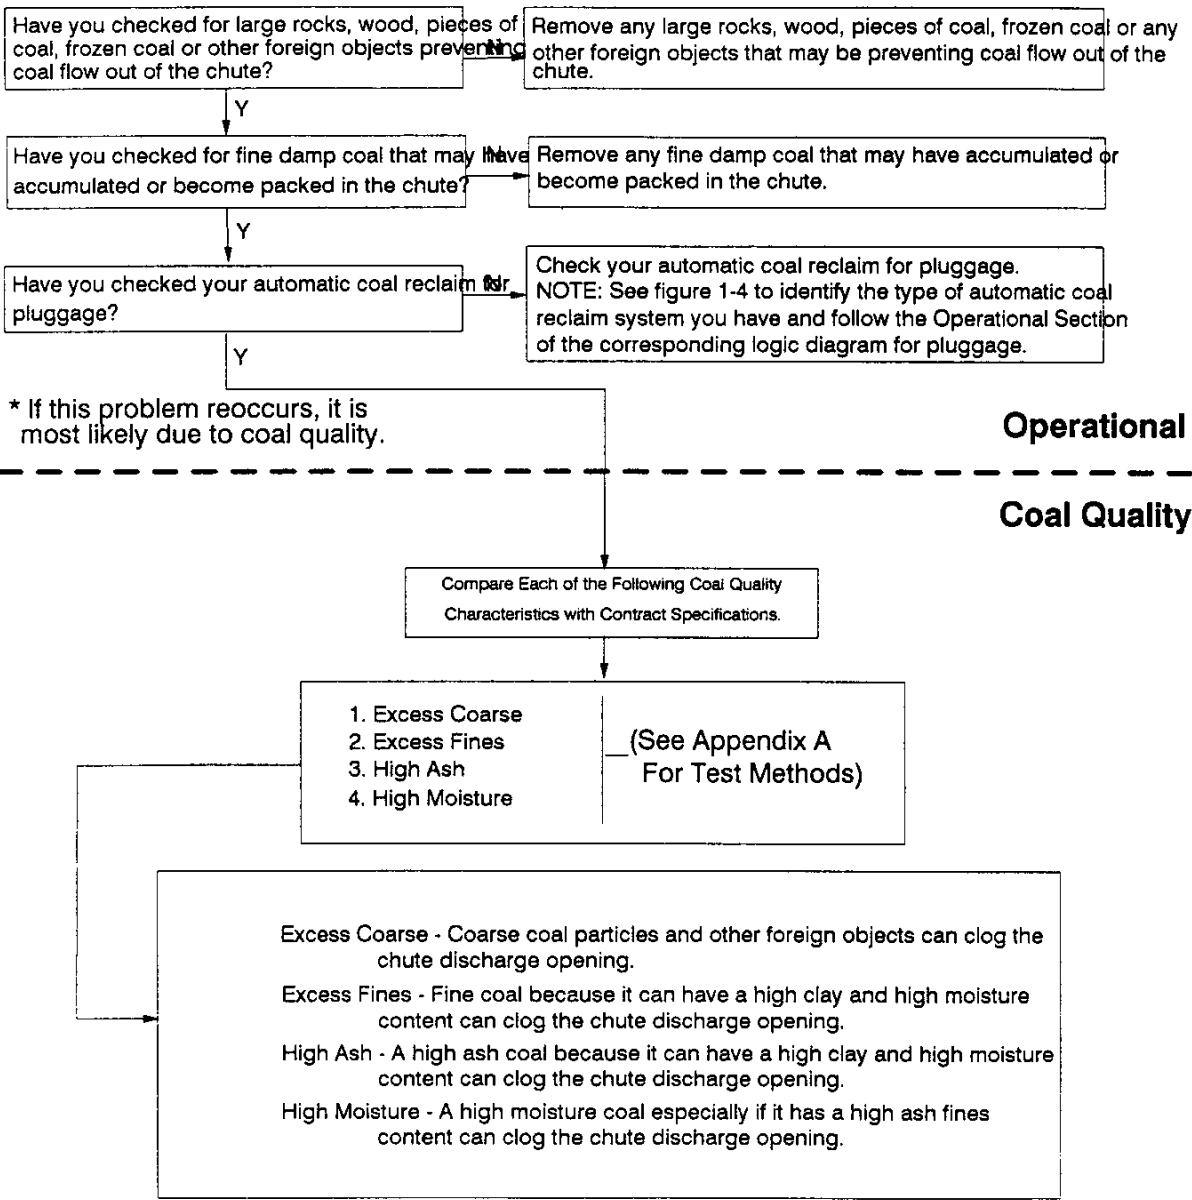 Have you checked for large rocks, wood, pieces of
coal, frozen coal or other foreign objects preventing
coal flow out of the chute?
N
Remove any large rocks, wood, pieces of coal, frozen coal or any
other foreign objects that may be preventing coal flow out of the
chute.
Y
Have you checked for fine damp coal that may have
accumulated or become packed in the chute?
N
Remove any fine damp coal that may have accumulated or
become packed in the chute.
Y
Have you checked your automatic coal reclaim for
pluggage?
N
Check your automatic coal reclaim for pluggage.
NOTE: See figure 1-4 to identify the type of automatic coal
reclaim system you have and follow the Operational Section
of the corresponding logic diagram for pluggage.
Y
* If this problem reoccurs, it is
most likely due to coal quality.
Operational
Coal Quality
Compare Each of the Following Coal Quality
Characteristics with Contract Specifications.
1. Excess Coarse
2. Excess Fines
3. High Ash
4. High Moisture
(See Appendix A
For Test Methods)
Excess Coarse - Coarse coal particles and other foreign objects can clog the
chute discharge opening.
Excess Fines - Fine coal because it can have a high clay and high moisture
content can clog the chute discharge opening.
High Ash - A high ash coal because it can have a high clay and high moisture
content can clog the chute discharge opening.
High Moisture - A high moisture coal especially if it has a high ash fines
content can clog the chute discharge opening.